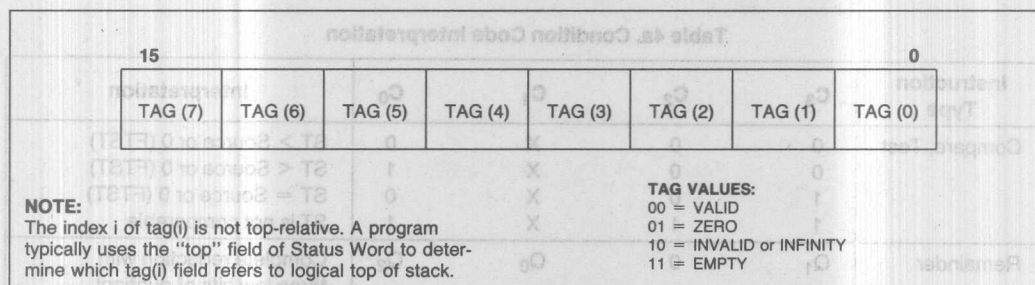 15 0
TAG (7) TAG (6) TAG (5) TAG (4) TAG (3) TAG (2) TAG (1) TAG (0)
NOTE:
The index i of tag(i) is not top-relative. A program
typically uses the "top" field of Status Word to deter-
mine which tag(i) field refers to logical top of stack.
TAG VALUES:
00 = VALID
01 = ZERO
10 = INVALID or INFINITY
11 = EMPTY